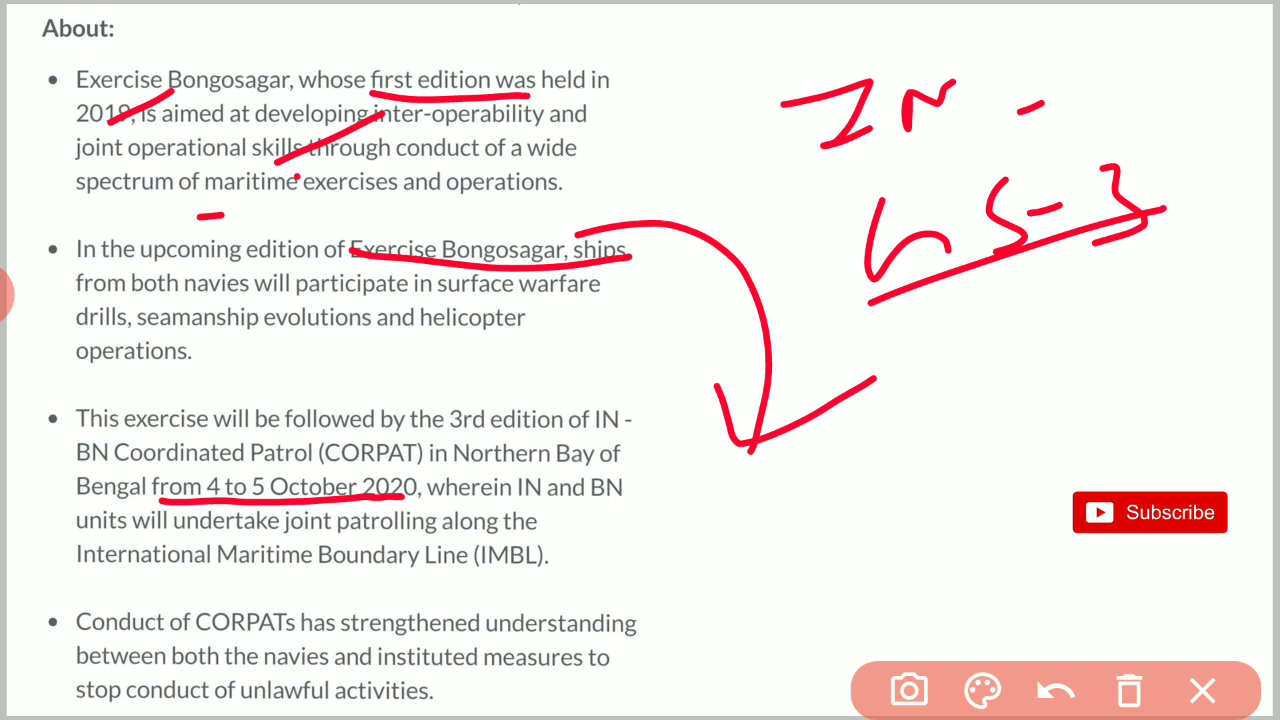 About:
Exercise Bongosagar, whose first edition was held in
2019, is aimed at developing inter-operability and
joint operational skills through conduct of a wide
spectrum of maritime exercises and operations.
In the upcoming edition of Exercise Bongosagar, ships
from both navies will participate in surface warfare
drills, seamanship evolutions and helicopter
operations.
This exercise will be followed by the 3rd edition of IN -
BN Coordinated Patrol (CORPAT) in Northern Bay of
Bengal from 4 to 5 October 2020, wherein IN and BN
units will undertake joint patrolling along the
International Maritime Boundary Line (IMBL).
Conduct of CORPATs has strengthened understanding
between both the navies and instituted measures to
stop conduct of unlawful activities.
IN -
GS-3
Subscribe